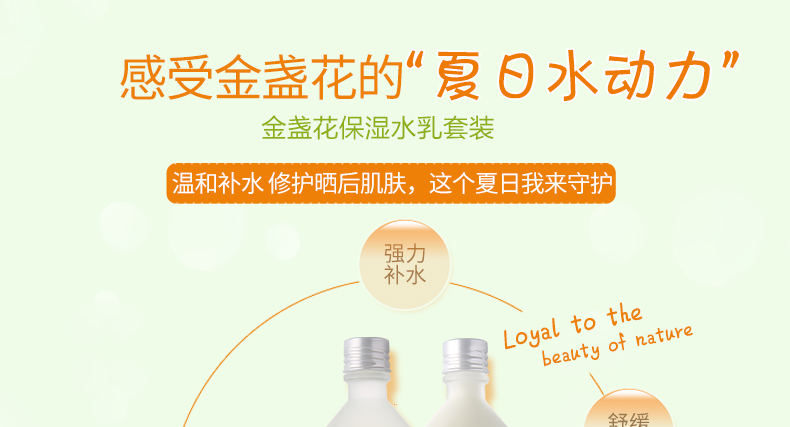 感受金盏花的“夏日水动力”
金盏花保湿水乳套装
温和补水 修护晒后肌肤，这个夏日我来守护
强力
补水
Loyal to the
beauty of nature
舒缓